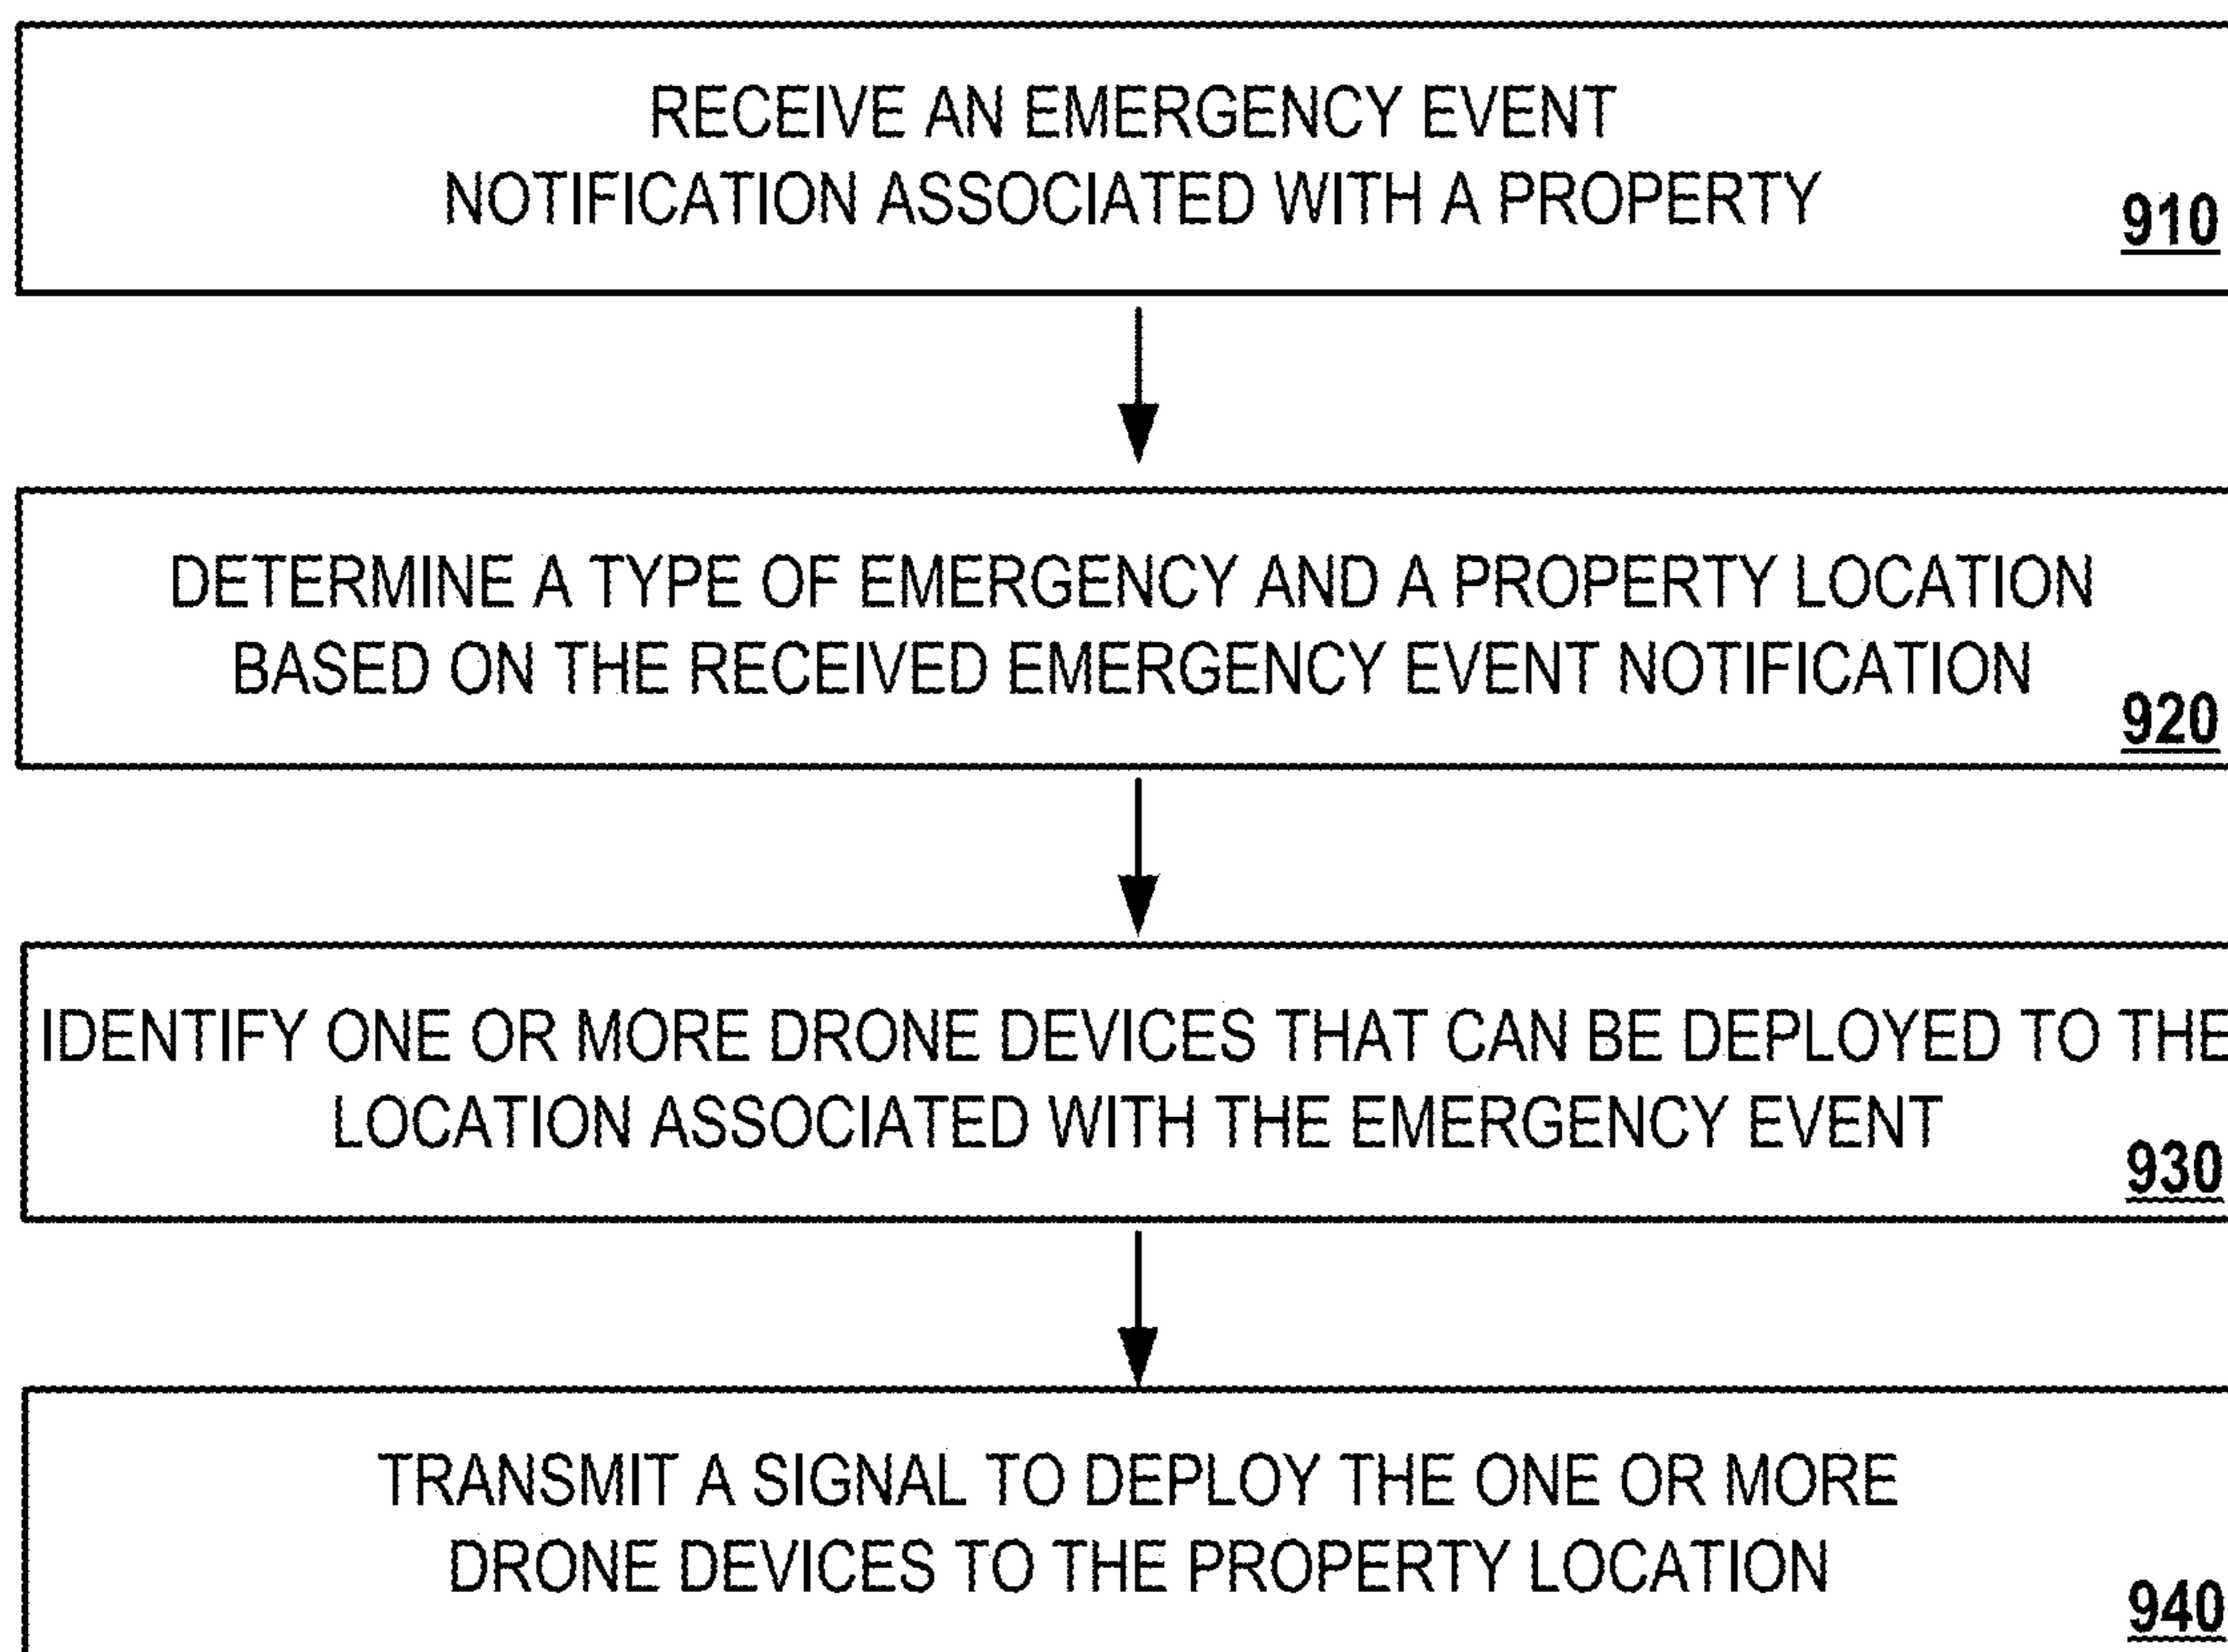 RECEIVE AN EMERGENCY EVENT
NOTIFICATION ASSOCIATED WITH A PROPERTY
910
DETERMINE A TYPE OF EMERGENCY AND A PROPERTY LOCATION
BASED ON THE RECEIVED EMERGENCY EVENT NOTIFICATION
920
IDENTIFY ONE OR MORE DRONE DEVICES THAT CAN BE DEPLOYED TO THE
LOCATION ASSOCIATED WITH THE EMERGENCY EVENT
930
TRANSMIT A SIGNAL TO DEPLOY THE ONE OR MORE
DRONE DEVICES TO THE PROPERTY LOCATION
940